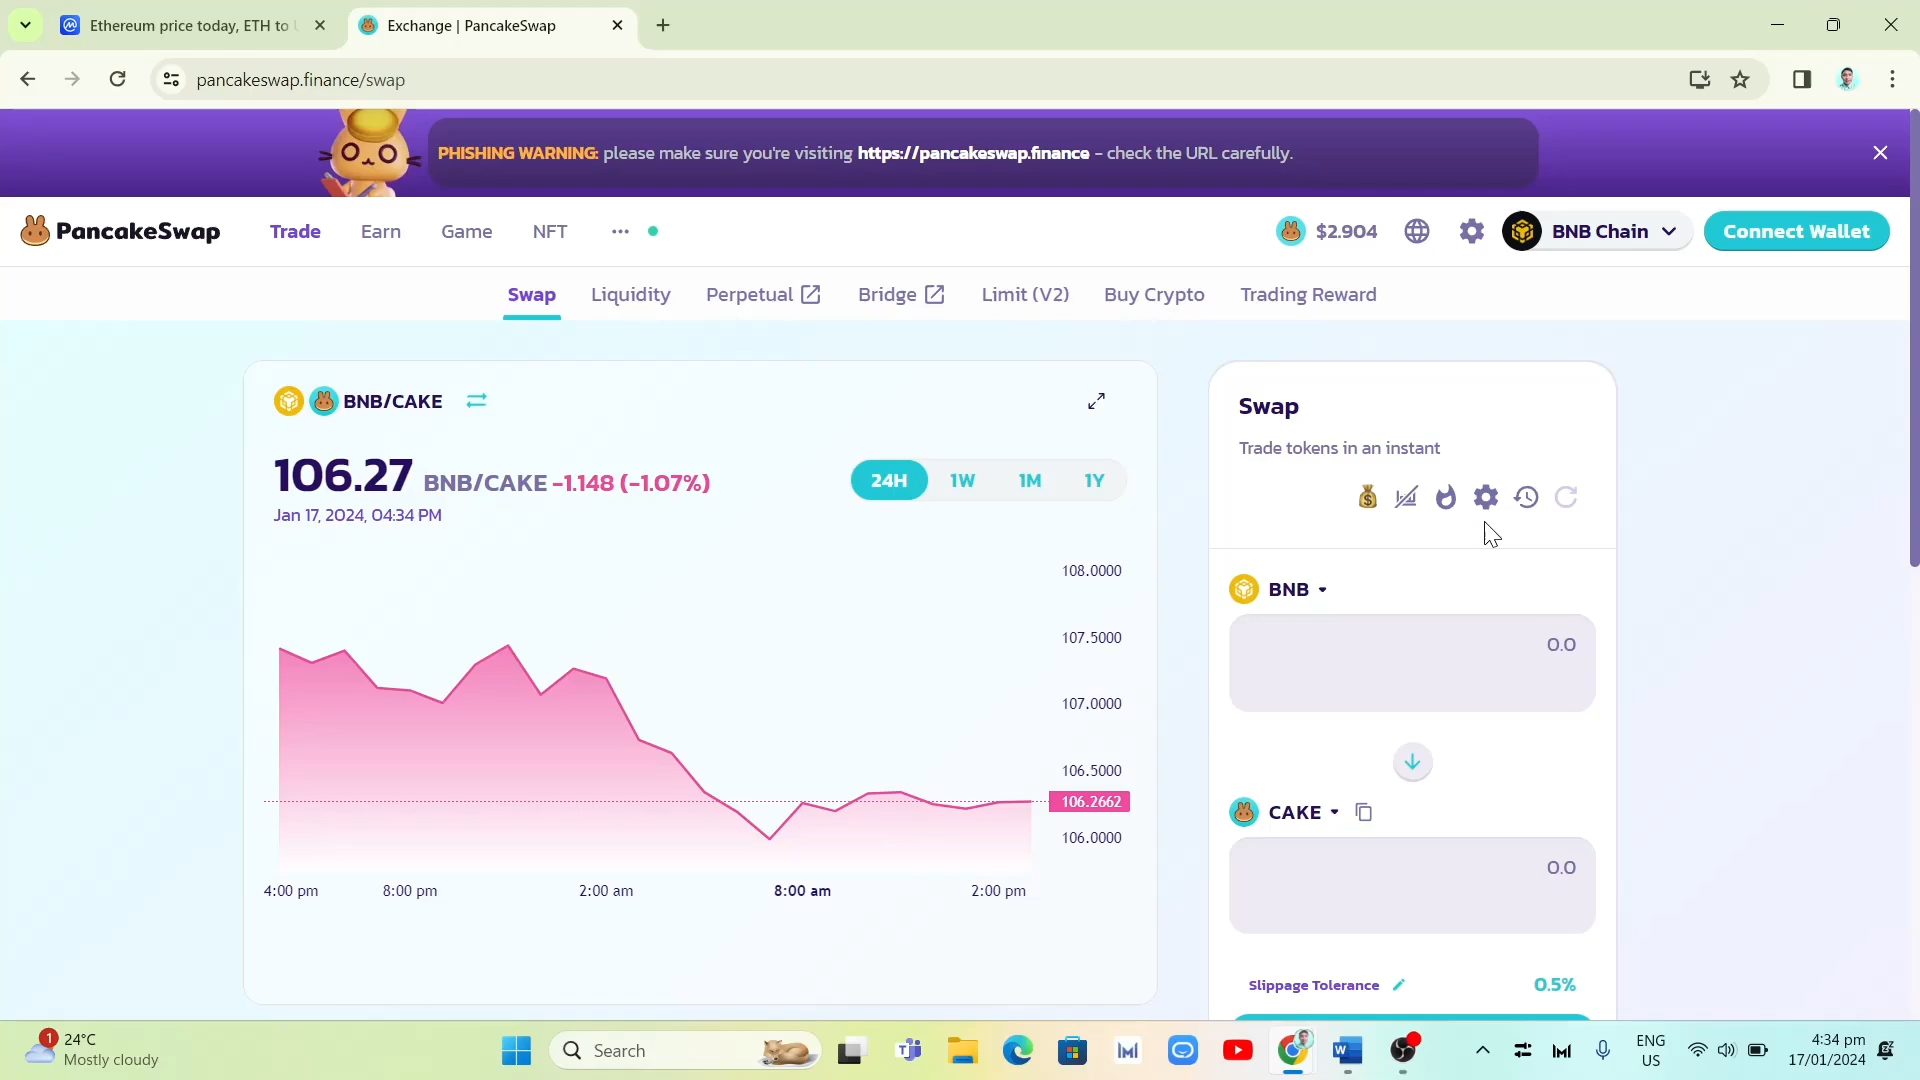 Ethereum price today, ETH to
Exchange | PancakeSwap
pancakeswap.finance/swap
PHISHING WARNING: please make sure you're visiting https://pancakeswap.finance - check the URL carefully.
PancakeSwap
Trade
Earn
Game
NFT
$2.904
BNB Chain
Connect Wallet
Swap
Liquidity
Perpetual
Bridge
Limit (V2)
Buy Crypto
Trading Reward
BNB/CAKE
106.27 BNB/CAKE -1.148 (-1.07%)
Jan 17, 2024, 04:34 PM
24H
1W
1M
1Y
108.0000
107.5000
107.0000
106.5000
106.2662
106.0000
4:00 pm
8:00 pm
2:00 am
8:00 am
2:00 pm
Swap
Trade tokens in an instant
BNB
0.0
CAKE
0.0
Slippage Tolerance
0.5%
1
24°C
Mostly cloudy
Search
ENG
US
4:34 pm
17/01/2024